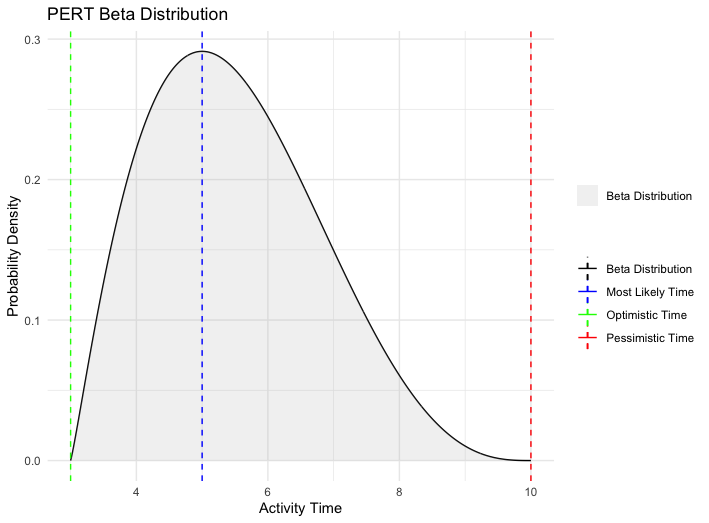 PERT Beta Distribution
0.3
0.2
0.1
0.0
Probability Density
4
6
8
10
Activity Time
Beta Distribution
Beta Distribution
Most Likely Time
Optimistic Time
Pessimistic Time